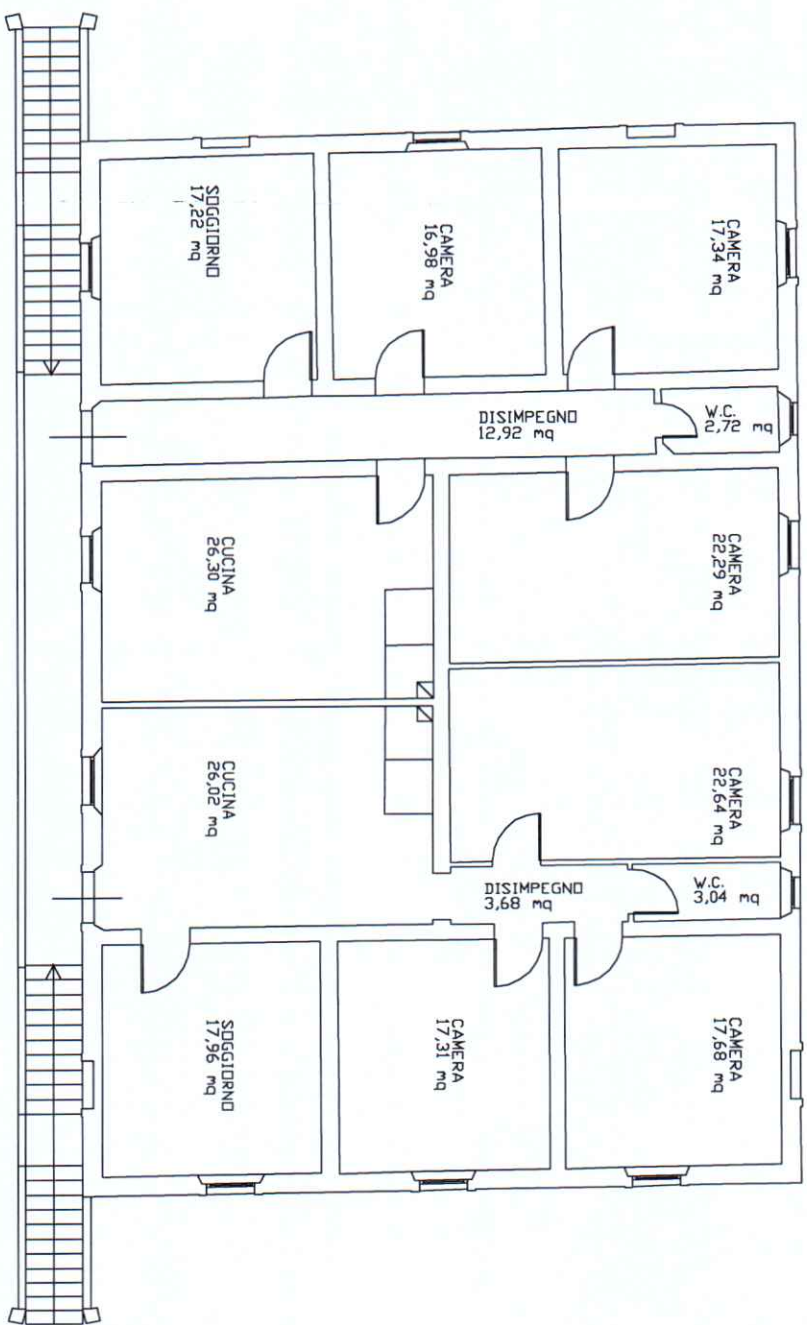 SOGGIORNO
17,22 mq
CAMERA
16,98 mq
CAMERA
17,34 mq
DISIMPEGNO
12,92 mq
W.C.
2,72 mq
CUCINA
26,30 mq
CAMERA
22,29 mq
CUCINA
26,02 mq
CAMERA
22,64 mq
DISIMPEGNO
3,68 mq
W.C.
3,04 mq
SOGGIORNO
17,96 mq
CAMERA
17,31 mq
CAMERA
17,68 mq